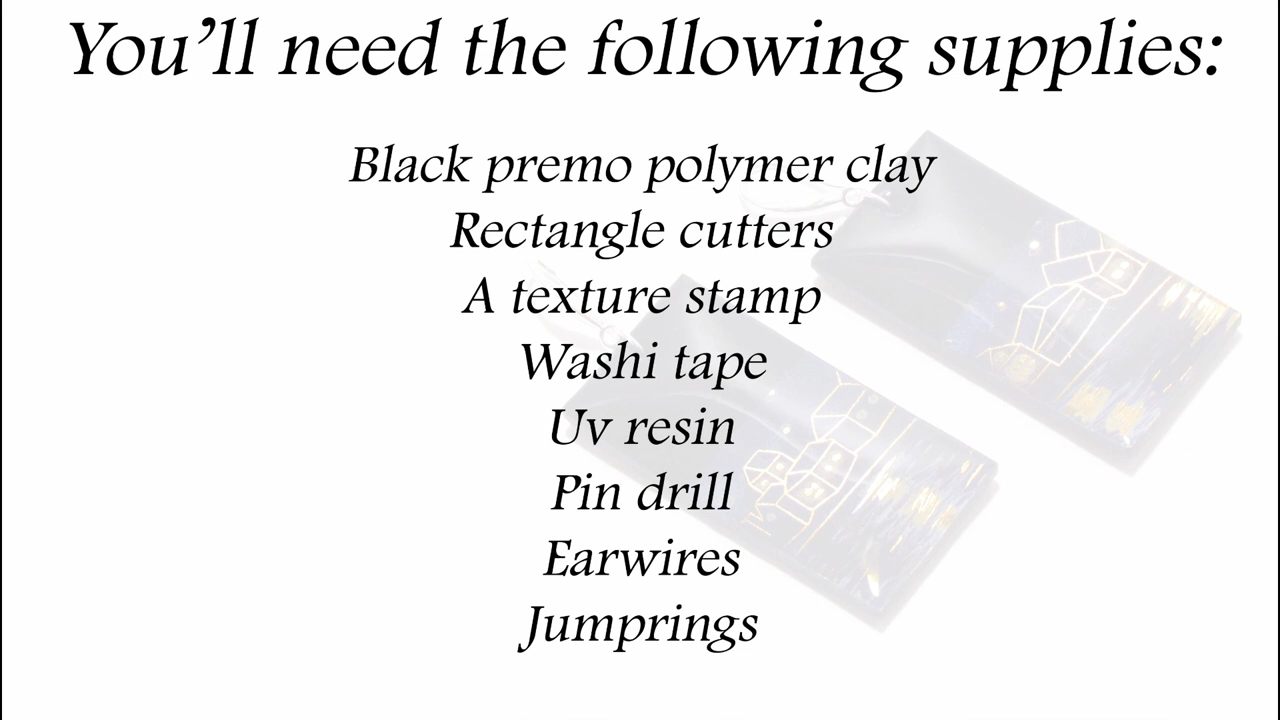 You'll need the following supplies:
Black premo polymer clay
Rectangle cutters
A texture stamp
Washi tape
Uv resin
Pin drill
Earwires
Jumprings